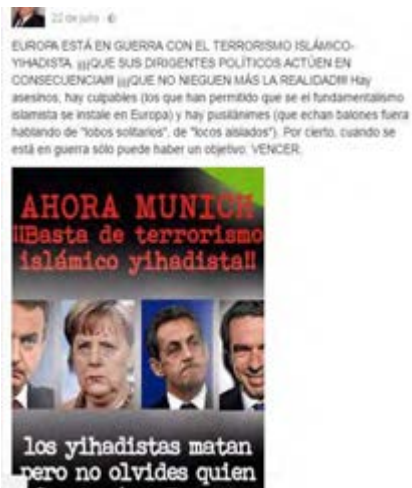 22 de julio
EUROPA ESTÁ EN GUERRA CON EL TERRORISMO ISLÁMICO-
YIHADISTA. ¡¡¡QUE SUS DIRIGENTES POLÍTICOS ACTÚEN EN
CONSECUENCIA!!! ¡¡¡QUE NO NIEGUEN MÁS LA REALIDAD!!! Hay
asesinos, hay culpables (los que han permitido que se el fundamentalismo
islamista se instale en Europa) y hay pusilánimes (que echan balones fuera
hablando de "lobos solitarios", de "locos aislados"). Por cierto, cuando se
está en guerra sólo puede haber un objetivo: VENCER.
AHORA MUNICH
¡¡Basta de terrorismo
islámico yihadista!!
los yihadistas matan
pero no olvides quien